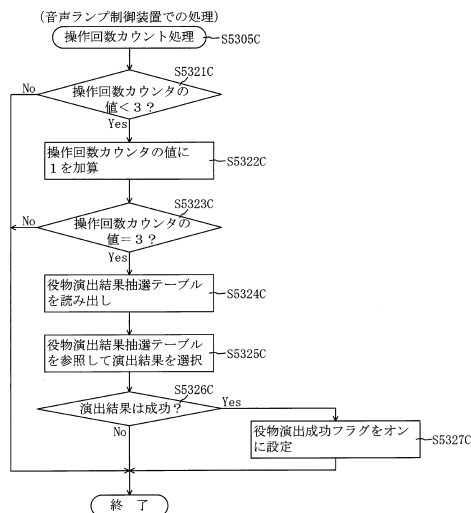 (音声ランプ制御装置での処理)
操作回数カウント処理
S5305C
S5321C
No
操作回数カウンタの
値<3?
Yes
操作回数カウンタの値に
1を加算
S5322C
S5323C
No
操作回数カウンタの
値=3?
Yes
役物演出結果抽選テーブル
を読み出し
S5324C
役物演出結果抽選テーブル
を参照して演出結果を選択
S5325C
S5326C
演出結果は成功?
Yes
No
役物演出成功フラグをオン
に設定
S5327C
終 了